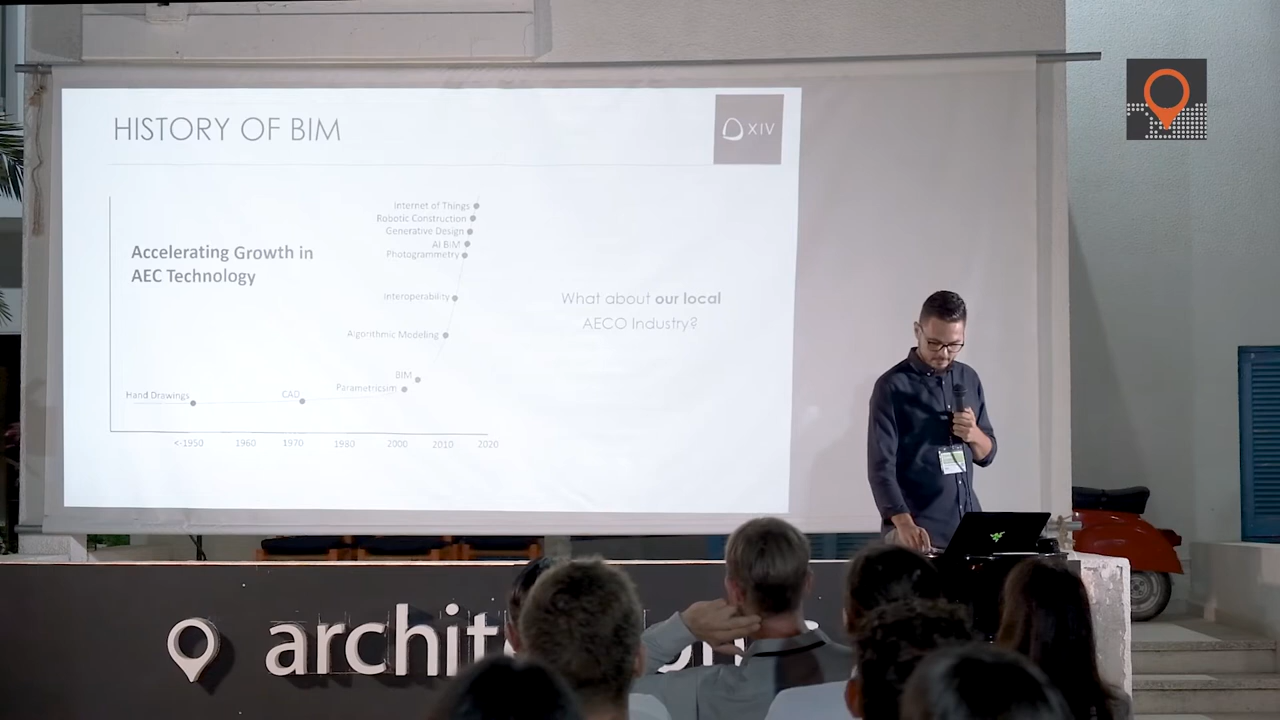 HISTORY OF BIM
XIV
Internet of Things
Robotic Construction
Generative Design
AI BIM
Photogrammetry
Accelerating Growth in
AEC Technology
Interoperability
Algorithmic Modeling
BIM
Parametricsim
CAD
Hand Drawings
<-1950 1960 1970 1980 2000 2010 2020
What about our local
AECO Industry?